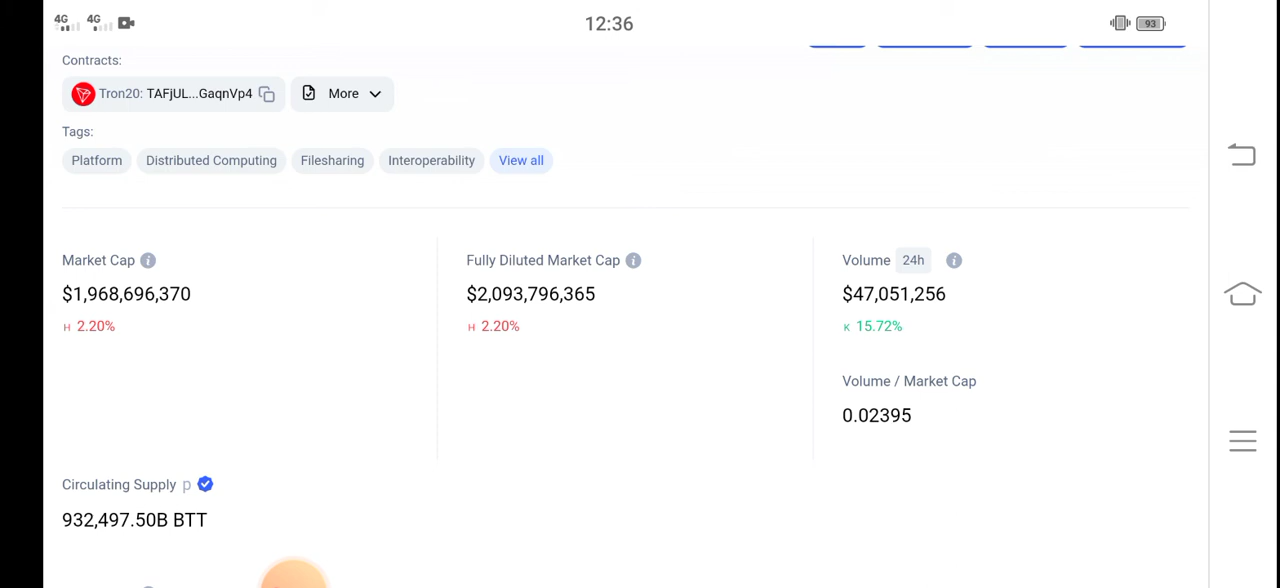 4G 4G 12:36 93
Contracts:
Tron20: TAFjUL...GaqnVp4 More
Tags:
Platform Distributed Computing Filesharing Interoperability View all
Market Cap Fully Diluted Market Cap Volume 24h
$1,968,696,370 $2,093,796,365 $47,051,256
H 2.20% H 2.20% K 15.72%
Volume / Market Cap
0.02395
Circulating Supply p
932,497.50B BTT